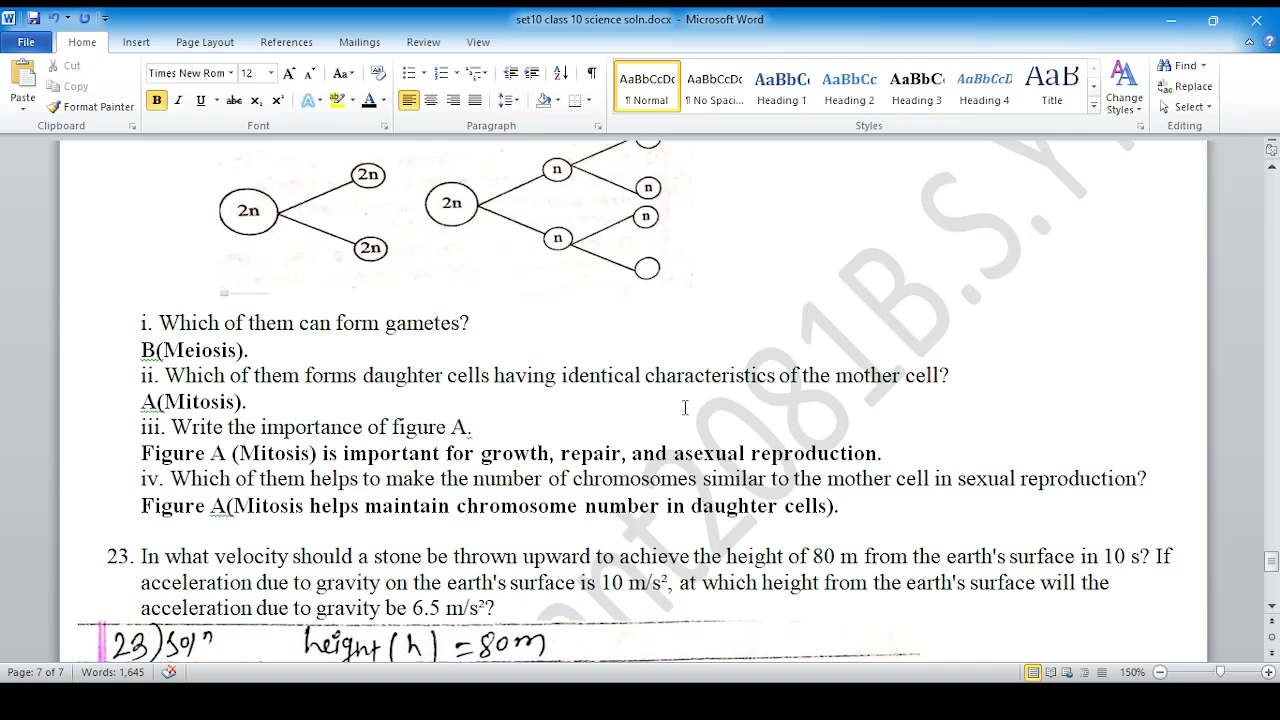 set10 class 10 science soln.docx - Microsoft Word
File Home Insert Page Layout References Mailings Review View
Paste
Cut
Copy
Format Painter
Clipboard
Times New Rom 12
Font
Paragraph
AaBbCcDc AaBbCcDc AaBbC AaBbCc AaBbC AaBbCcD AaB
¶ Normal ¶ No Spaci... Heading 1 Heading 2 Heading 3 Heading 4 Title
Change Styles
Styles
Find
Replace
Select
Editing
2n 2n 2n
2n n n n n
i. Which of them can form gametes?
B(Meiosis).
ii. Which of them forms daughter cells having identical characteristics of the mother cell?
A(Mitosis).
iii. Write the importance of figure A.
Figure A (Mitosis) is important for growth, repair, and asexual reproduction.
iv. Which of them helps to make the number of chromosomes similar to the mother cell in sexual reproduction?
Figure A(Mitosis helps maintain chromosome number in daughter cells).
23. In what velocity should a stone be thrown upward to achieve the height of 80 m from the earth's surface in 10 s? If
acceleration due to gravity on the earth's surface is 10 m/s², at which height from the earth's surface will the
acceleration due to gravity be 6.5 m/s²?
23) Solⁿ height (h) = 80m
Page: 7 of 7 Words: 1,645 150%